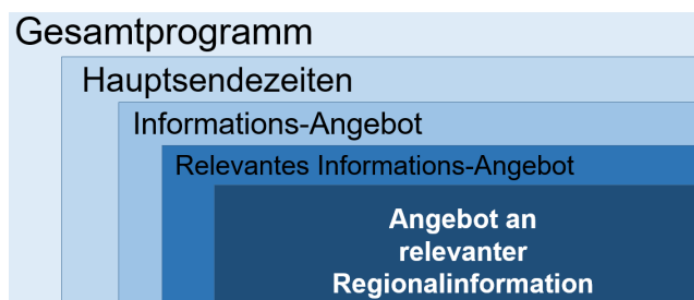 Gesamtprogramm
Hauptsendezeiten
Informations-Angebot
Relevantes Informations-Angebot
Angebot an
relevanter
Regionalinformation